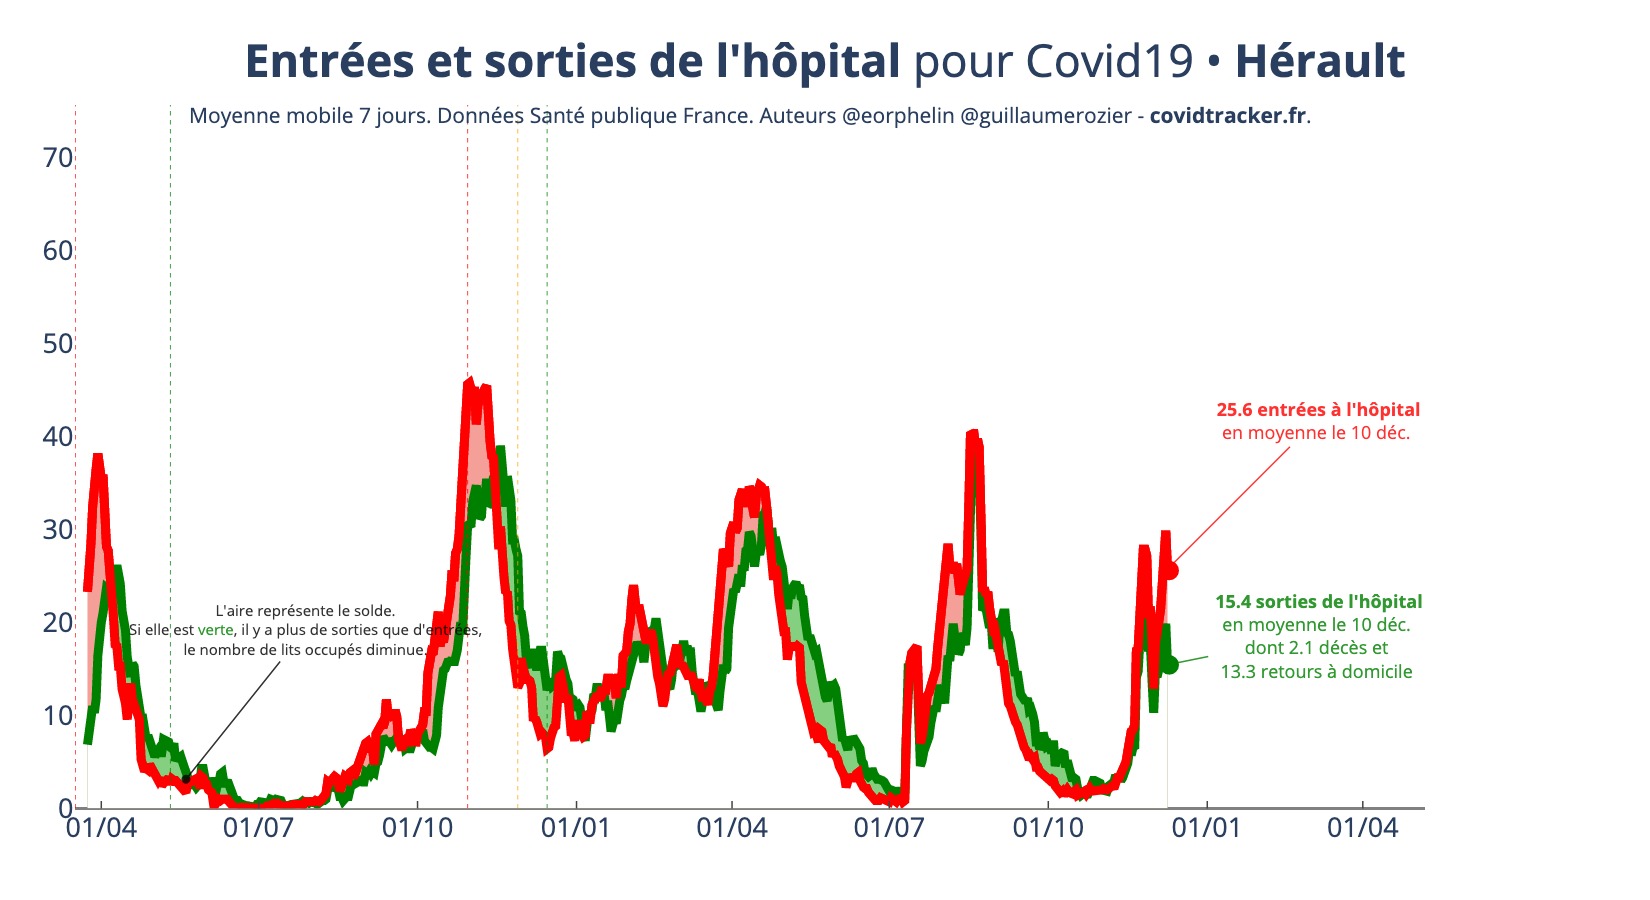 Entrées et sorties de l'hôpital pour Covid19 • Hérault
Moyenne mobile 7 jours. Données Santé publique France. Auteurs @eorphelin @guillaumerozier - covidtracker.fr.
70
60
50
40
30
20
10
0
25.6 entrées à l'hôpital
en moyenne le 10 déc.
15.4 sorties de l'hôpital
en moyenne le 10 déc.
dont 2.1 décès et
13.3 retours à domicile
L'aire représente le solde.
Si elle est verte, il y a plus de sorties que d'entrées,
le nombre de lits occupés diminue.
01/04 01/07 01/10 01/01 01/04 01/07 01/10 01/01 01/04